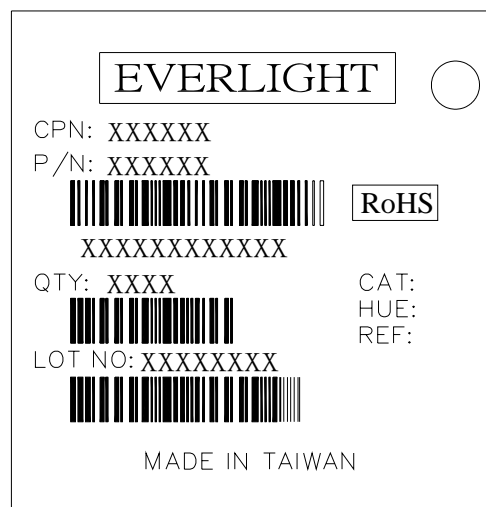 EVERLIGHT
CPN: XXXXXX
P/N: XXXXXX
RoHS
XXXXXXXXXXXX
QTY: XXXX
CAT:
HUE:
REF:
LOT NO: XXXXXXXX
MADE IN TAIWAN